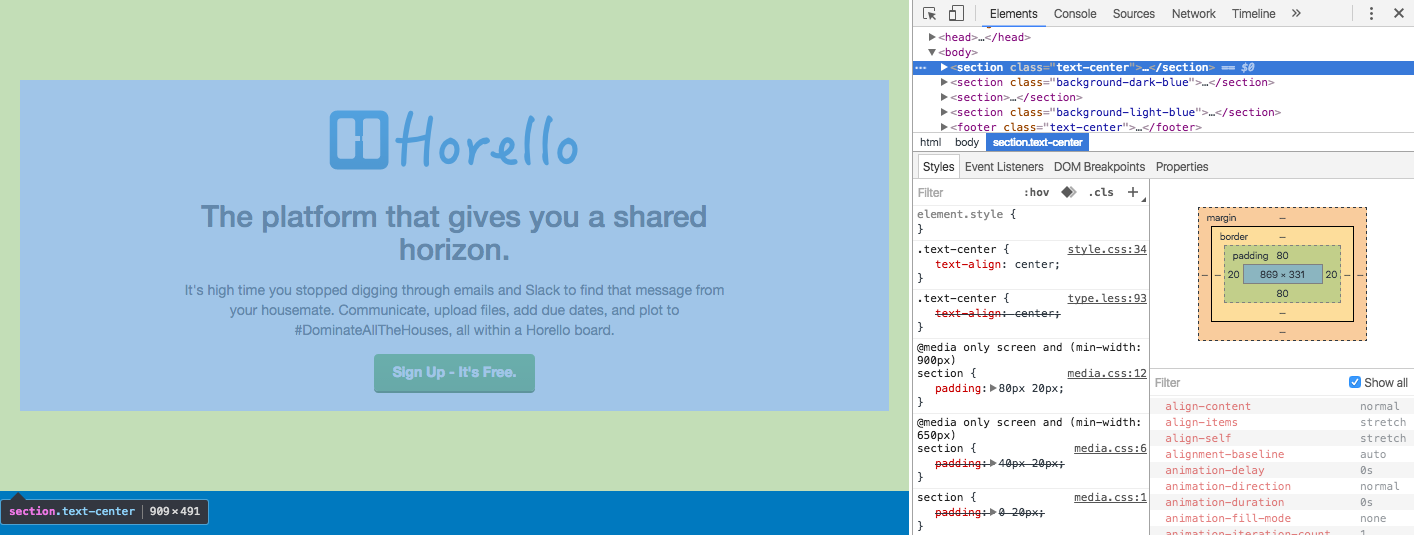 Horello
The platform that gives you a shared
horizon.
It's high time you stopped digging through emails and Slack to find that message from
your housemate. Communicate, upload files, add due dates, and plot to
#DominateAllTheHouses, all within a Horello board.
Sign Up - It's Free.
section.text-center | 909 × 491
Elements Console Sources Network Timeline »
▶<head>…</head>
▼<body>
… ▶<section class="text-center">…</section> == $0
▶<section class="background-dark-blue">…</section>
▶<section>…</section>
▶<section class="background-light-blue">…</section>
▶<footer class="text-center">…</footer>
html body section.text-center
Styles Event Listeners DOM Breakpoints Properties
Filter :hov .cls +
element.style {
}
.text-center { style.css:34
text-align: center;
}
.text-center { type.less:93
text-align: center;
}
@media only screen and (min-width:
900px)
section { media.css:12
padding:▶80px 20px;
}
@media only screen and (min-width:
650px)
section { media.css:6
padding:▶40px 20px;
}
section { media.css:1
padding:▶0 20px;
}
margin –
border –
padding 80
– – 20 869 × 331 20 – –
80
–
–
Filter Show all
align-content normal
align-items stretch
align-self stretch
alignment-baseline auto
animation-delay 0s
animation-direction normal
animation-duration 0s
animation-fill-mode none
animation-iteration-count 1